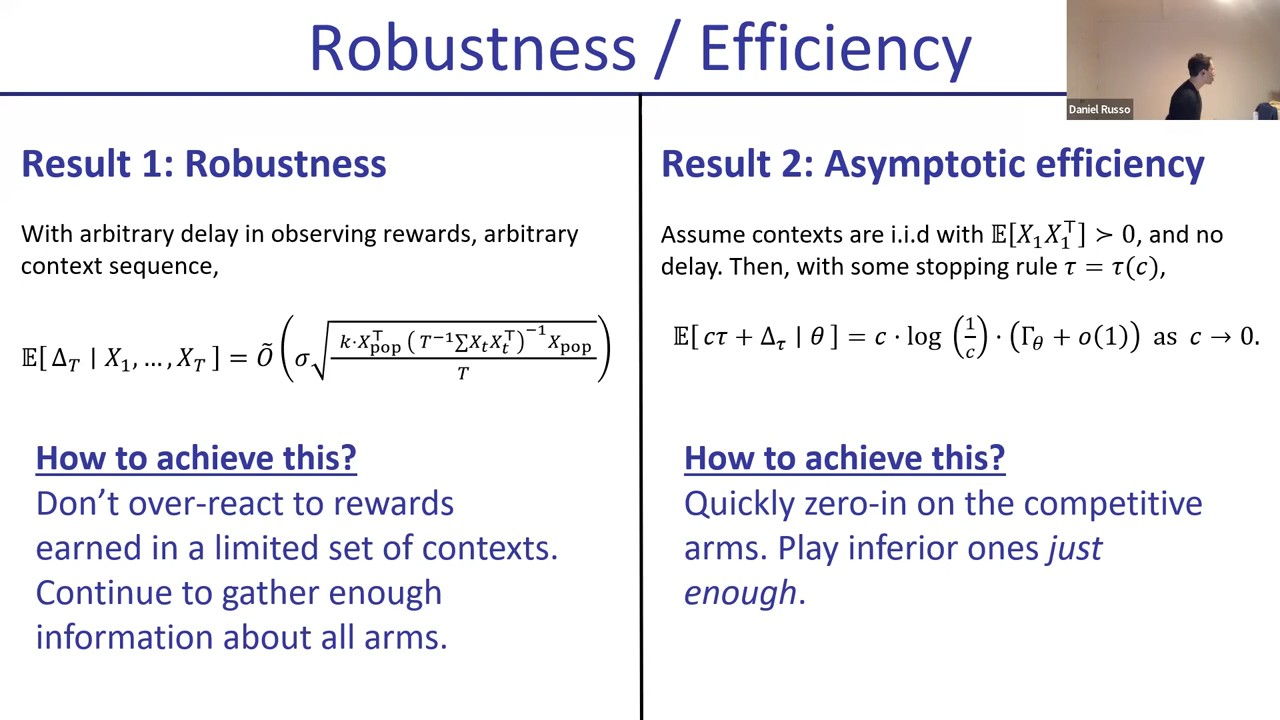 Robustness / Efficiency
Daniel Russo
Result 1: Robustness
With arbitrary delay in observing rewards, arbitrary
context sequence,
𝔼[ Δ_T | X_1, …, X_T ] = Õ ( σ √( k·X_pop^⊤ ( T^{-1} ∑ X_t X_t^⊤ )^{-1} X_pop / T ) )
How to achieve this?
Don’t over-react to rewards
earned in a limited set of contexts.
Continue to gather enough
information about all arms.
Result 2: Asymptotic efficiency
Assume contexts are i.i.d with 𝔼[X_1 X_1^⊤] ≻ 0, and no
delay. Then, with some stopping rule τ = τ(c),
𝔼[ cτ + Δ_τ | θ ] = c · log (1/c) · (Γ_θ + o(1)) as c → 0.
How to achieve this?
Quickly zero-in on the competitive
arms. Play inferior ones just
enough.